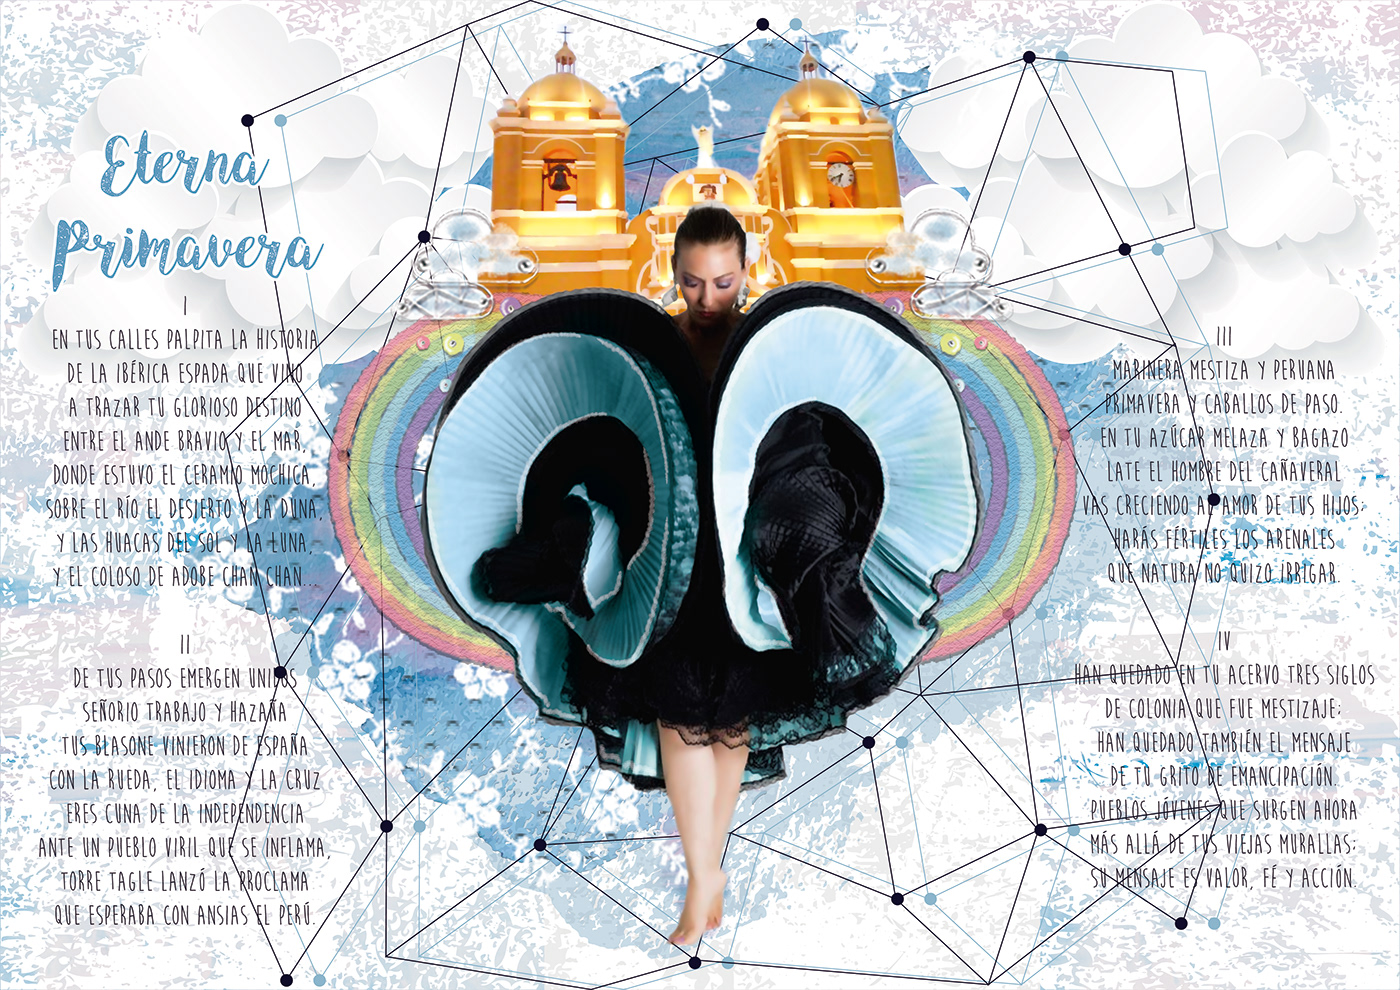 Eterna
Primavera
I
EN TUS CALLES PALPITA LA HISTORIA
DE LA IBÉRICA ESPADA QUE VINO
A TRAZAR TU GLORIOSO DESTINO
ENTRE EL ANDE BRAVIO Y EL MAR,
DONDE ESTUVO EL CERAMIO MOCHICA,
SOBRE EL RÍO EL DESIERTO Y LA DUNA,
Y LAS HUACAS DEL SOL Y LA LUNA,
Y EL COLOSO DE ADOBE CHAN CHAN...
II
DE TUS PASOS EMERGEN UNIDOS
SEÑORIO TRABAJO Y HAZAÑA
TUS BLASONE VINIERON DE ESPAÑA
CON LA RUEDA, EL IDIOMA Y LA CRUZ
ERES CUNA DE LA INDEPENDENCIA
ANTE UN PUEBLO VIRIL QUE SE INFLAMA,
TORRE TAGLE LANZÓ LA PROCLAMA
QUE ESPERABA CON ANSIAS EL PERÚ.
III
MARINERA MESTIZA Y PERUANA
PRIMAVERA Y CABALLOS DE PASO.
EN TU AZÚCAR MELAZA Y BAGAZO
LATE EL HOMBRE DEL CAÑAVERAL
VAS CRECIENDO AL AMOR DE TUS HIJOS;
HARÁS FÉRTILES LOS ARENALES
QUE NATURA NO QUIZO IRRIGAR.
IV
HAN QUEDADO EN TU ACERVO TRES SIGLOS
DE COLONIA QUE FUE MESTIZAJE;
HAN QUEDADO TAMBIÉN EL MENSAJE
DE TU GRITO DE EMANCIPACIÓN.
PUEBLOS JÓVENES QUE SURGEN AHORA
MÁS ALLÁ DE TUS VIEJAS MURALLAS:
SU MENSAJE ES VALOR, FÉ Y ACCIÓN.